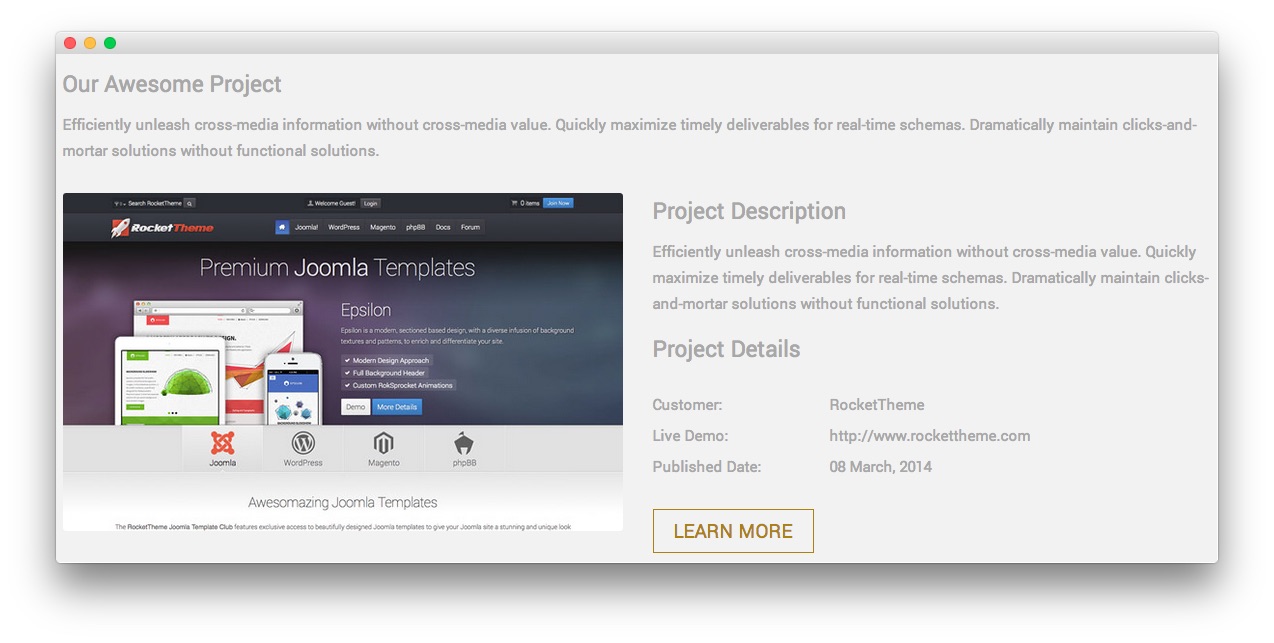 Our Awesome Project
Efficiently unleash cross-media information without cross-media value. Quickly maximize timely deliverables for real-time schemas. Dramatically maintain clicks-and-
mortar solutions without functional solutions.
Search RocketTheme
Welcome Guest! Login
0 items Join Now
RocketTheme
Joomla! WordPress Magento phpBB Docs Forum
Premium Joomla Templates
Epsilon
Epsilon is a modern, sectioned based design, with a diverse infusion of background
textures and patterns, to enrich and differentiate your site.
Modern Design Approach
Full Background Header
Custom RokSprocket Animations
Demo More Details
Joomla WordPress Magento phpBB
Awesomazing Joomla Templates
The RocketTheme Joomla Template Club features exclusive access to beautifully designed Joomla templates to give your Joomla site a stunning and unique look
Project Description
Efficiently unleash cross-media information without cross-media value. Quickly
maximize timely deliverables for real-time schemas. Dramatically maintain clicks-
and-mortar solutions without functional solutions.
Project Details
Customer: RocketTheme
Live Demo: http://www.rockettheme.com
Published Date: 08 March, 2014
LEARN MORE